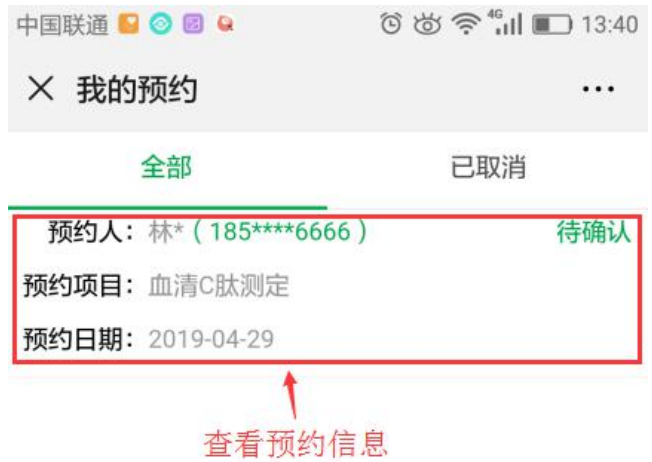 中国联通 4G 13:40
× 我的预约 ...
全部 已取消
预约人：林*（185****6666） 待确认
预约项目：血清C肽测定
预约日期：2019-04-29
查看预约信息